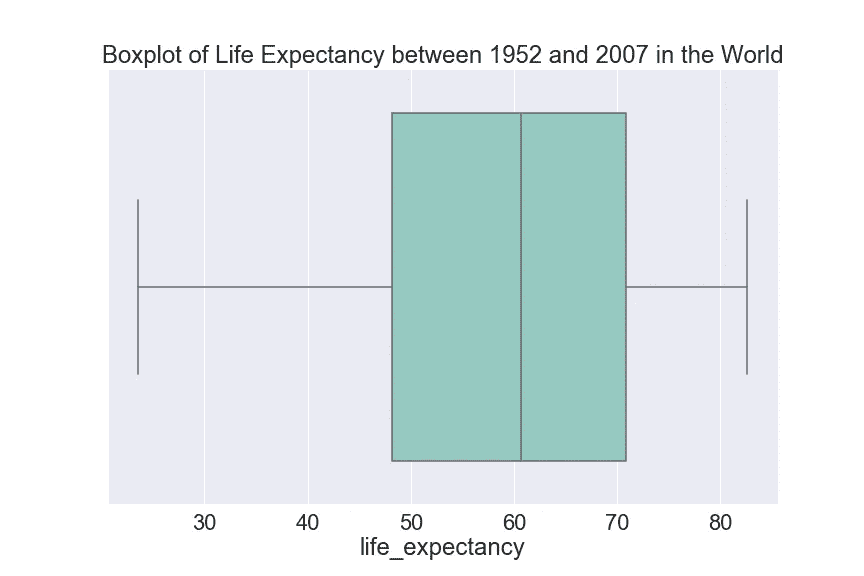 Boxplot of Life Expectancy between 1952 and 2007 in the World
30 40 50 60 70 80
life_expectancy